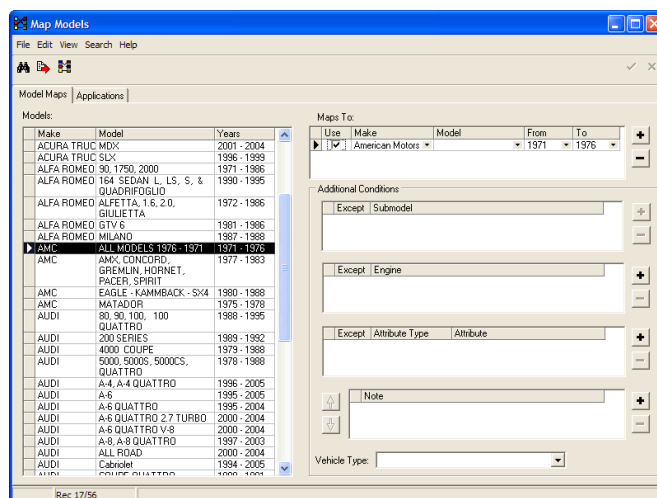 Map Models
File Edit View Search Help
Model Maps Applications
Models:
Make Model Years
ACURA TRUC MDX 2001 - 2004
ACURA TRUC SLX 1996 - 1999
ALFA ROMEO 90, 1750, 2000 1971 - 1986
ALFA ROMEO 164 SEDAN L, LS, S, & 1990 - 1995
QUADRIFOGLIO
ALFA ROMEO ALFETTA, 1.6, 2.0, 1972 - 1986
GIULIETTA
ALFA ROMEO GTV 6 1981 - 1986
ALFA ROMEO MILANO 1987 - 1988
AMC ALL MODELS 1976 - 1971 1971 - 1976
AMC AMX, CONCORD, 1977 - 1983
GREMLIN, HORNET,
PACER, SPIRIT
AMC EAGLE - KAMMBACK - SX4 1980 - 1988
AMC MATADOR 1975 - 1978
AUDI 80, 90, 100, 100 1988 - 1995
QUATTRO
AUDI 200 SERIES 1989 - 1992
AUDI 4000 COUPE 1979 - 1988
AUDI 5000, 5000S, 5000CS, 1978 - 1988
QUATTRO
AUDI A-4, A-4 QUATTRO 1996 - 2005
AUDI A-6 1995 - 2005
AUDI A-6 QUATTRO 1995 - 2004
AUDI A-6 QUATTRO 2.7 TURBO 2000 - 2004
AUDI A-6 QUATTRO V-8 2000 - 2004
AUDI A-8, A-8 QUATTRO 1997 - 2003
AUDI ALL ROAD 2000 - 2004
AUDI Cabriolet 1994 - 2005
Maps To:
Use Make Model From To
American Motors 1971 1976
Additional Conditions
Except Submodel
Except Engine
Except Attribute Type Attribute
Note
Vehicle Type:
Rec 17/56